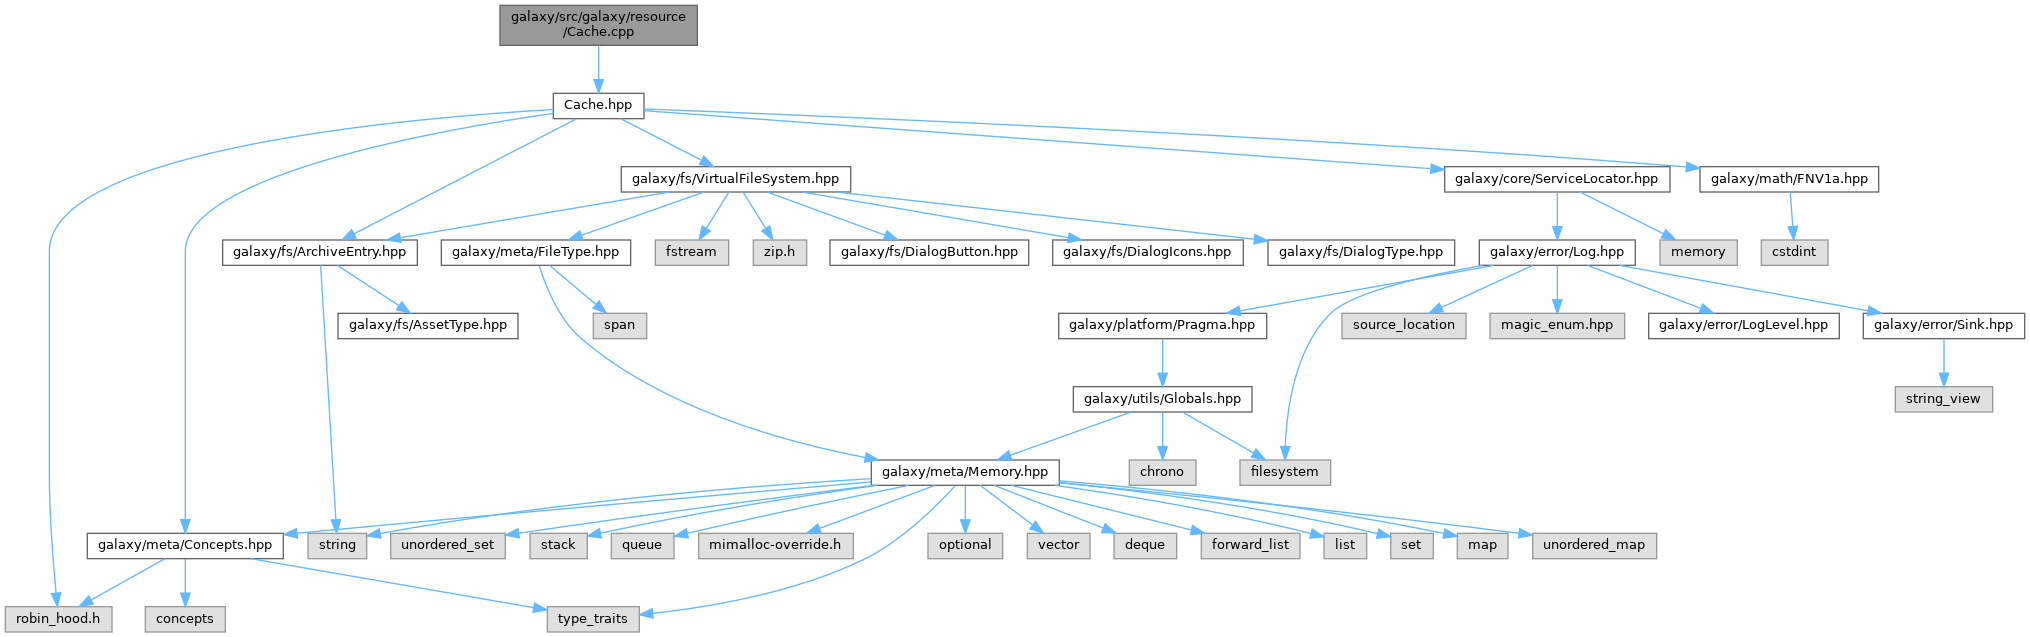 galaxy/src/galaxy/resource
/Cache.cpp
Cache.hpp
galaxy/fs/VirtualFileSystem.hpp
galaxy/core/ServiceLocator.hpp
galaxy/math/FNV1a.hpp
galaxy/fs/ArchiveEntry.hpp
galaxy/meta/FileType.hpp
fstream
zip.h
galaxy/fs/DialogButton.hpp
galaxy/fs/DialogIcons.hpp
galaxy/fs/DialogType.hpp
galaxy/error/Log.hpp
memory
cstdint
galaxy/fs/AssetType.hpp
span
galaxy/platform/Pragma.hpp
source_location
magic_enum.hpp
galaxy/error/LogLevel.hpp
galaxy/error/Sink.hpp
galaxy/utils/Globals.hpp
string_view
galaxy/meta/Memory.hpp
chrono
filesystem
galaxy/meta/Concepts.hpp
string
unordered_set
stack
queue
mimalloc-override.h
optional
vector
deque
forward_list
list
set
map
unordered_map
robin_hood.h
concepts
type_traits